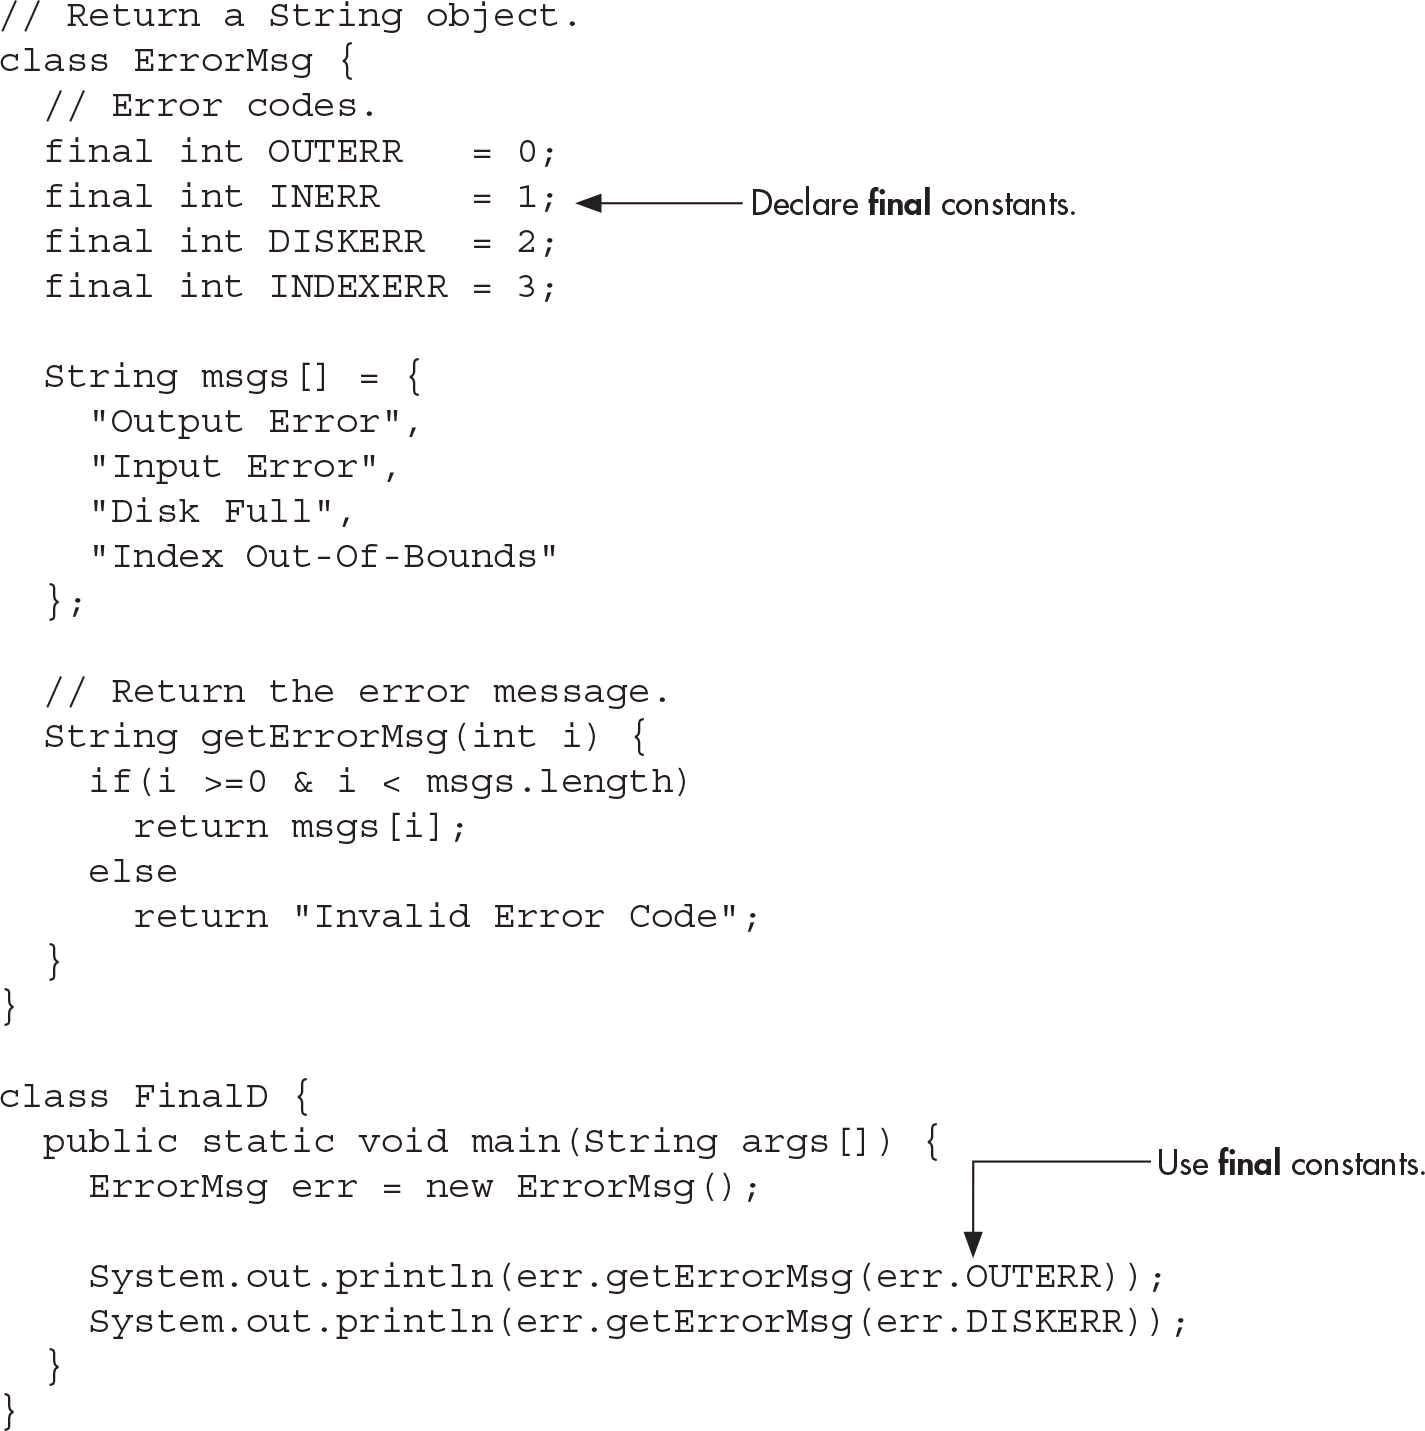 // Return a String object.
class ErrorMsg {
  // Error codes.
  final int OUTERR   = 0;
  final int INERR    = 1; Declare final constants.
  final int DISKERR  = 2;
  final int INDEXERR = 3;

  String msgs[] = {
    "Output Error",
    "Input Error",
    "Disk Full",
    "Index Out-Of-Bounds"
  };

  // Return the error message.
  String getErrorMsg(int i) {
    if(i >=0 & i < msgs.length)
      return msgs[i];
    else
      return "Invalid Error Code";
  }
}

class FinalD {
  public static void main(String args[]) {
Use final constants.
    ErrorMsg err = new ErrorMsg();

    System.out.println(err.getErrorMsg(err.OUTERR));
    System.out.println(err.getErrorMsg(err.DISKERR));
  }
}